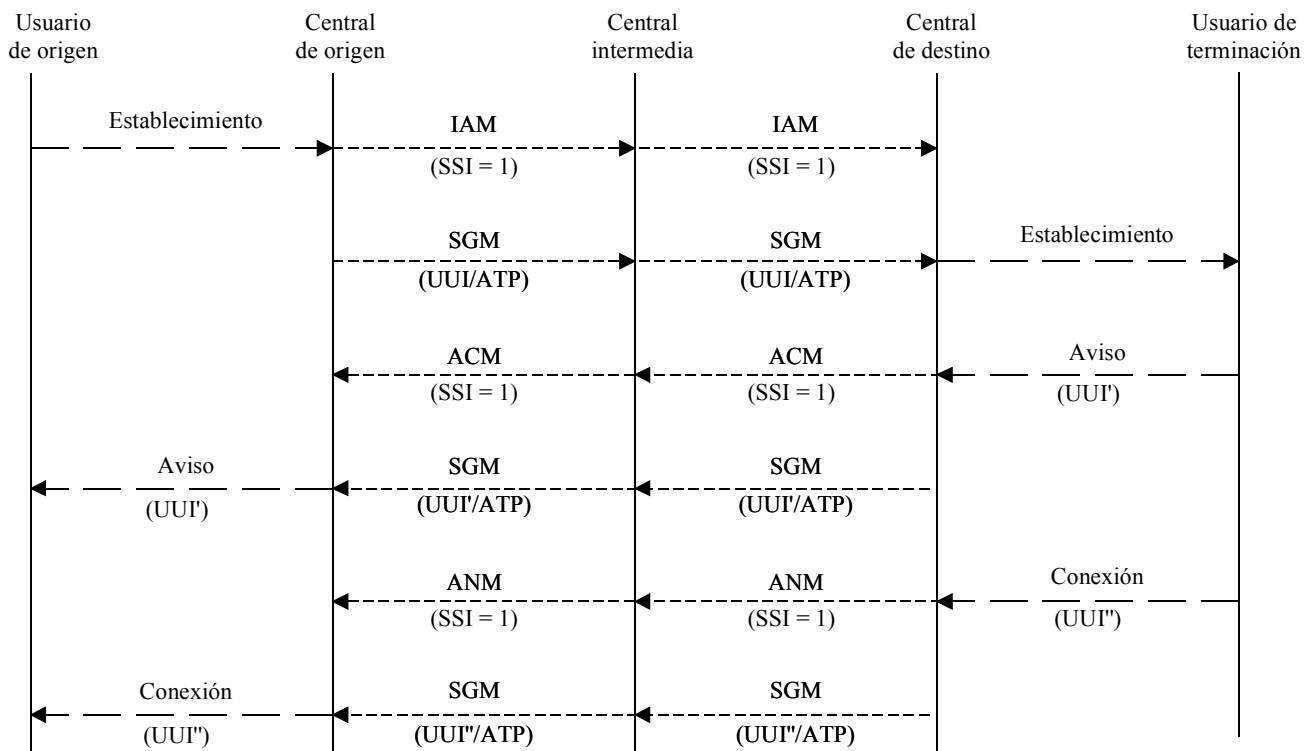 Usuario
de origen
Central
de origen
Central
intermedia
Central
de destino
Usuario de
terminación
Establecimiento
IAM
IAM
(SSI = 1)
(SSI = 1)
SGM
SGM
Establecimiento
(UUI/ATP)
(UUI/ATP)
ACM
ACM
Aviso
(SSI = 1)
(SSI = 1)
(UUI')
Aviso
SGM
SGM
(UUI')
(UUI'/ATP)
(UUI'/ATP)
ANM
ANM
Conexión
(SSI = 1)
(SSI = 1)
(UUI'')
Conexión
SGM
SGM
(UUI'')
(UUI''/ATP)
(UUI''/ATP)